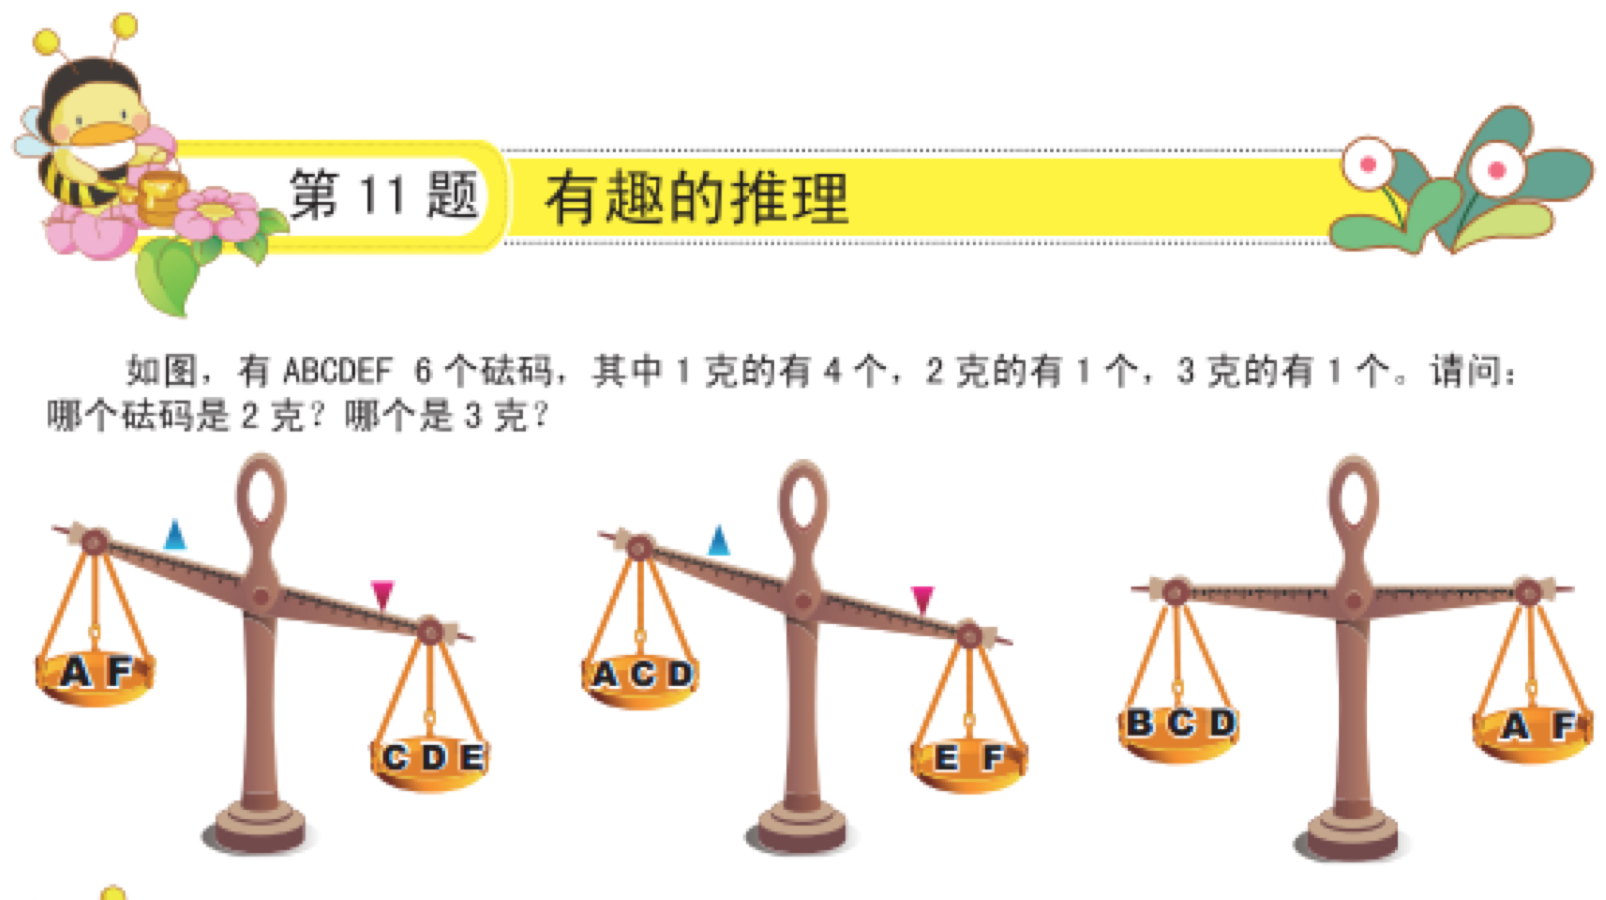 第 11 题 有趣的推理
如图，有 ABCDEF 6 个砝码，其中 1 克的有 4 个，2 克的有 1 个，3 克的有 1 个。请问：
哪个砝码是 2 克？哪个是 3 克？
A F
C D E
A C D
E F
B C D
A F